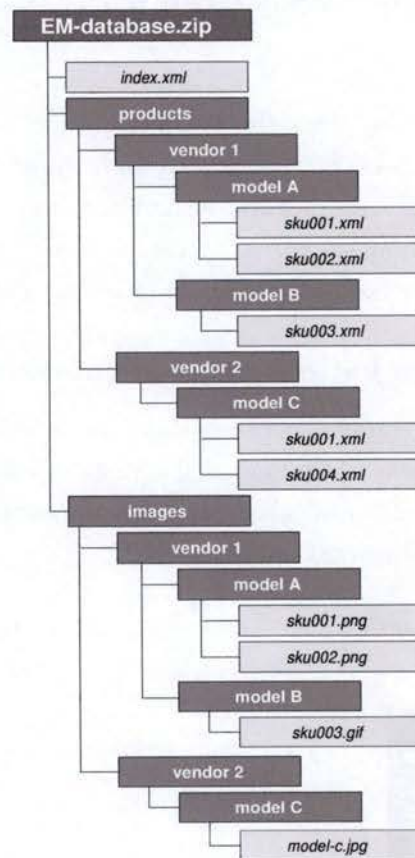 EM-database.zip
index.xml
products
vendor 1
model A
sku001.xml
sku002.xml
model B
sku003.xml
vendor 2
model C
sku001.xml
sku004.xml
images
vendor 1
model A
sku001.png
sku002.png
model B
sku003.gif
vendor 2
model C
model-c.jpg